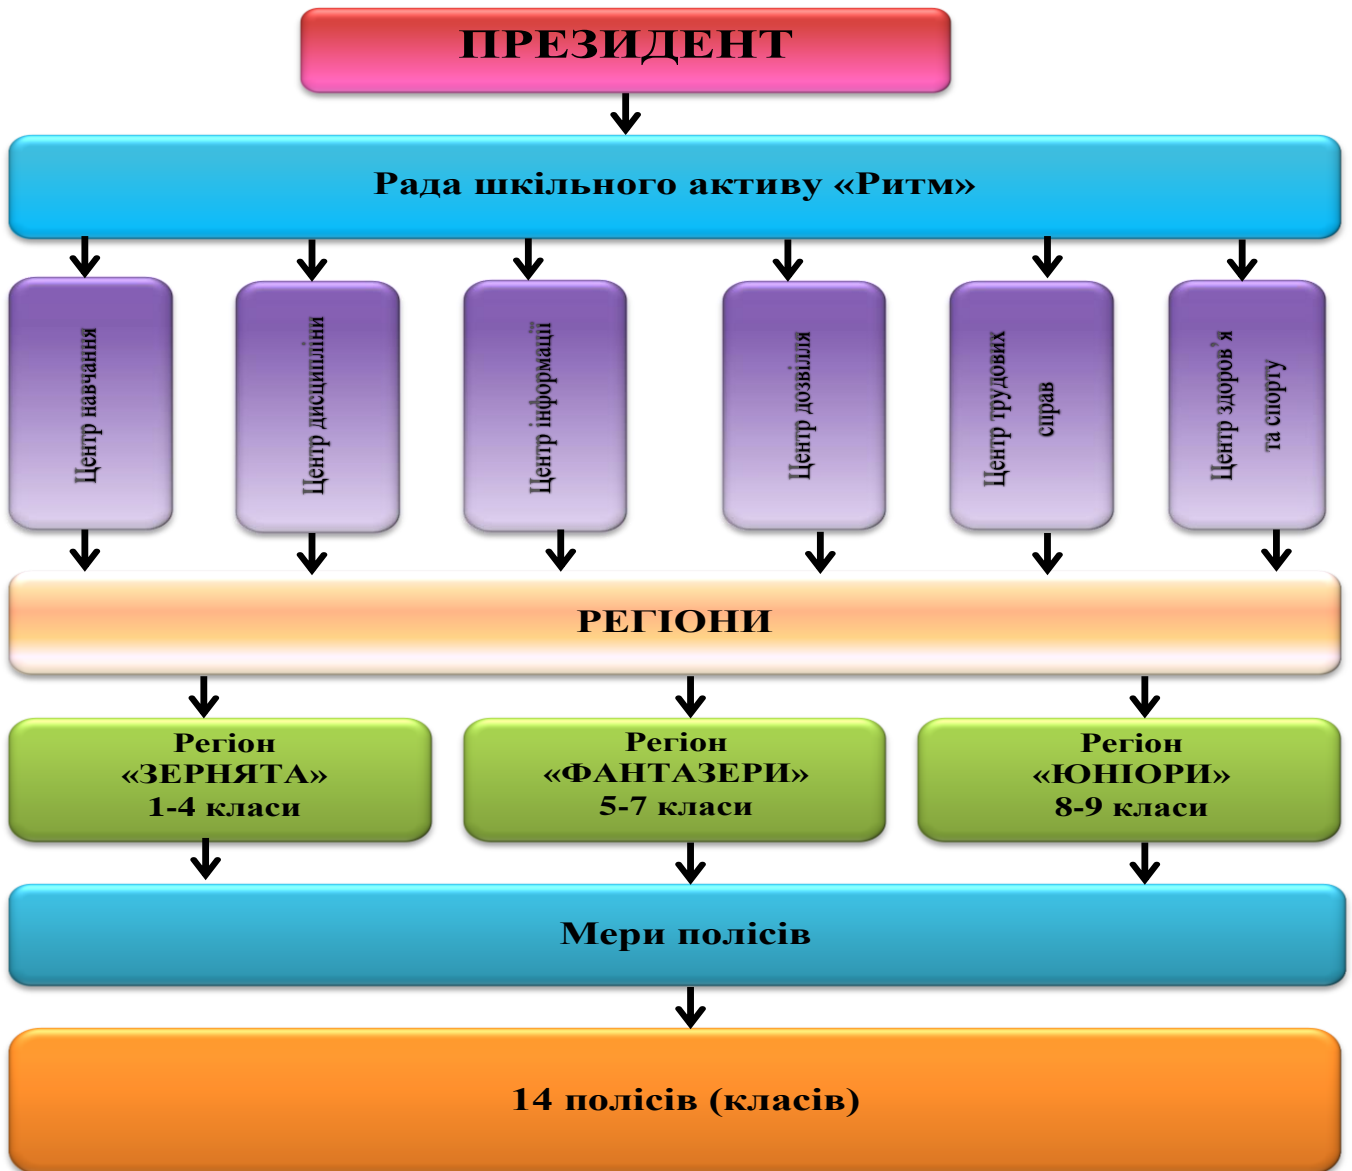 ПРЕЗИДЕНТ
Рада шкільного активу «Ритм»
Центр навчання
Центр дисципліни
Центр інформації
Центр дозвілля
Центр трудових
справ
Центр здоров’я
та спорту
РЕГІОНИ
Регіон
«ЗЕРНЯТА»
1-4 класи
Регіон
«ФАНТАЗЕРИ»
5-7 класи
Регіон
«ЮНІОРИ»
8-9 класи
Мери полісів
14 полісів (класів)